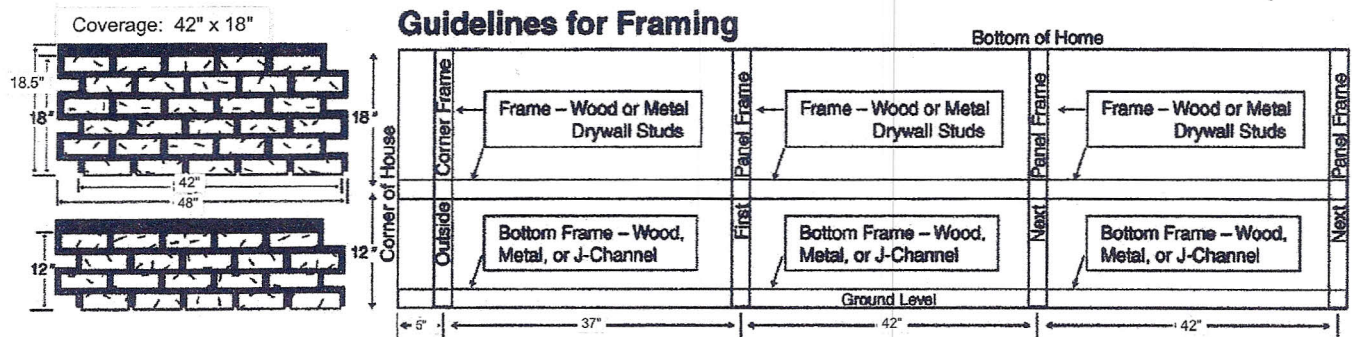 Coverage: 42" x 18"
18.5"
18"
18"
42"
48"
12"
12"
Guidelines for Framing
Bottom of Home
Corner of House
Outside Corner Frame
Frame – Wood or Metal
Drywall Studs
First Panel Frame
Frame – Wood or Metal
Drywall Studs
Next Panel Frame
Frame – Wood or Metal
Drywall Studs
Next Panel Frame
Bottom Frame – Wood,
Metal, or J-Channel
Bottom Frame – Wood,
Metal, or J-Channel
Bottom Frame – Wood,
Metal, or J-Channel
Ground Level
5"
37"
42"
42"